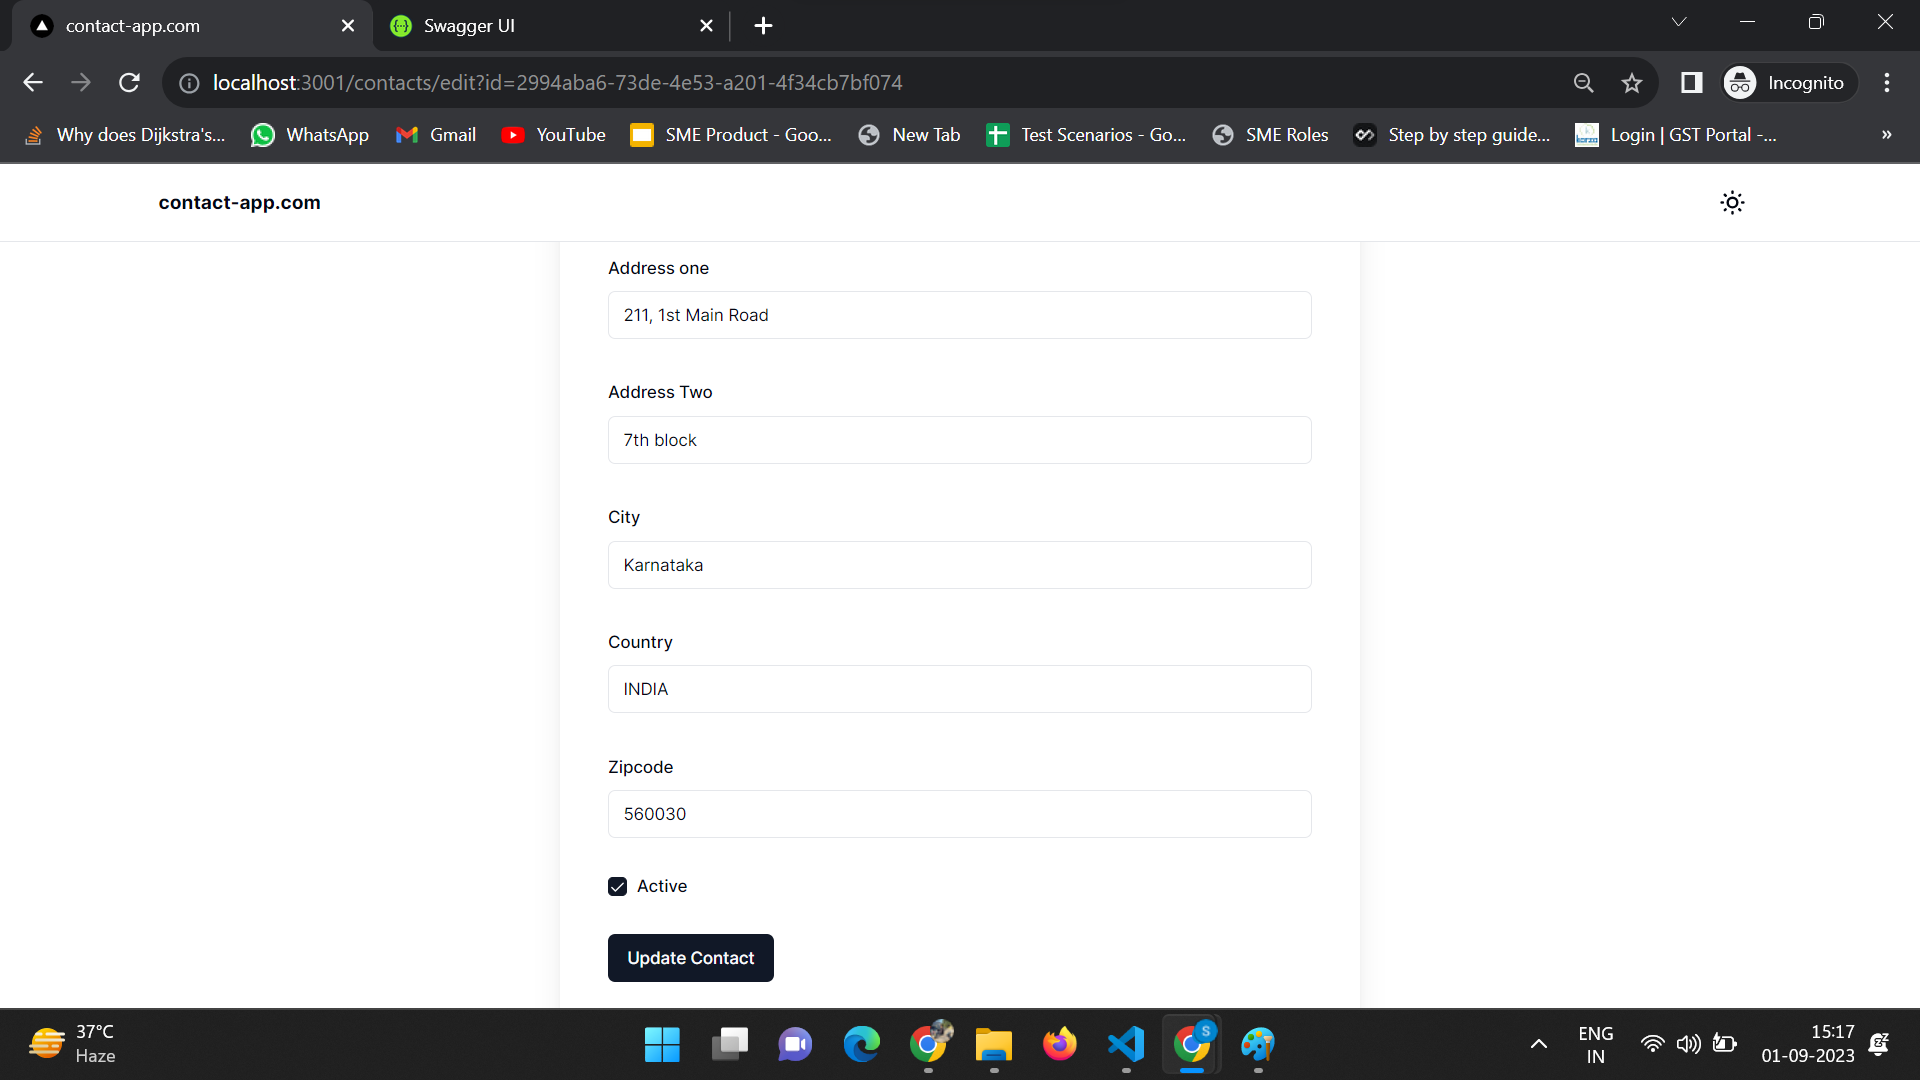 contact-app.com
Swagger UI
localhost:3001/contacts/edit?id=2994aba6-73de-4e53-a201-4f34cb7bf074
Incognito
Why does Dijkstra's...
WhatsApp
Gmail
YouTube
SME Product - Goo...
New Tab
Test Scenarios - Go...
SME Roles
Step by step guide...
Login | GST Portal -...
»
contact-app.com
Address one
211, 1st Main Road
Address Two
7th block
City
Karnataka
Country
INDIA
Zipcode
560030
Active
Update Contact
37°C
Haze
S
ENG
IN
15:17
01-09-2023